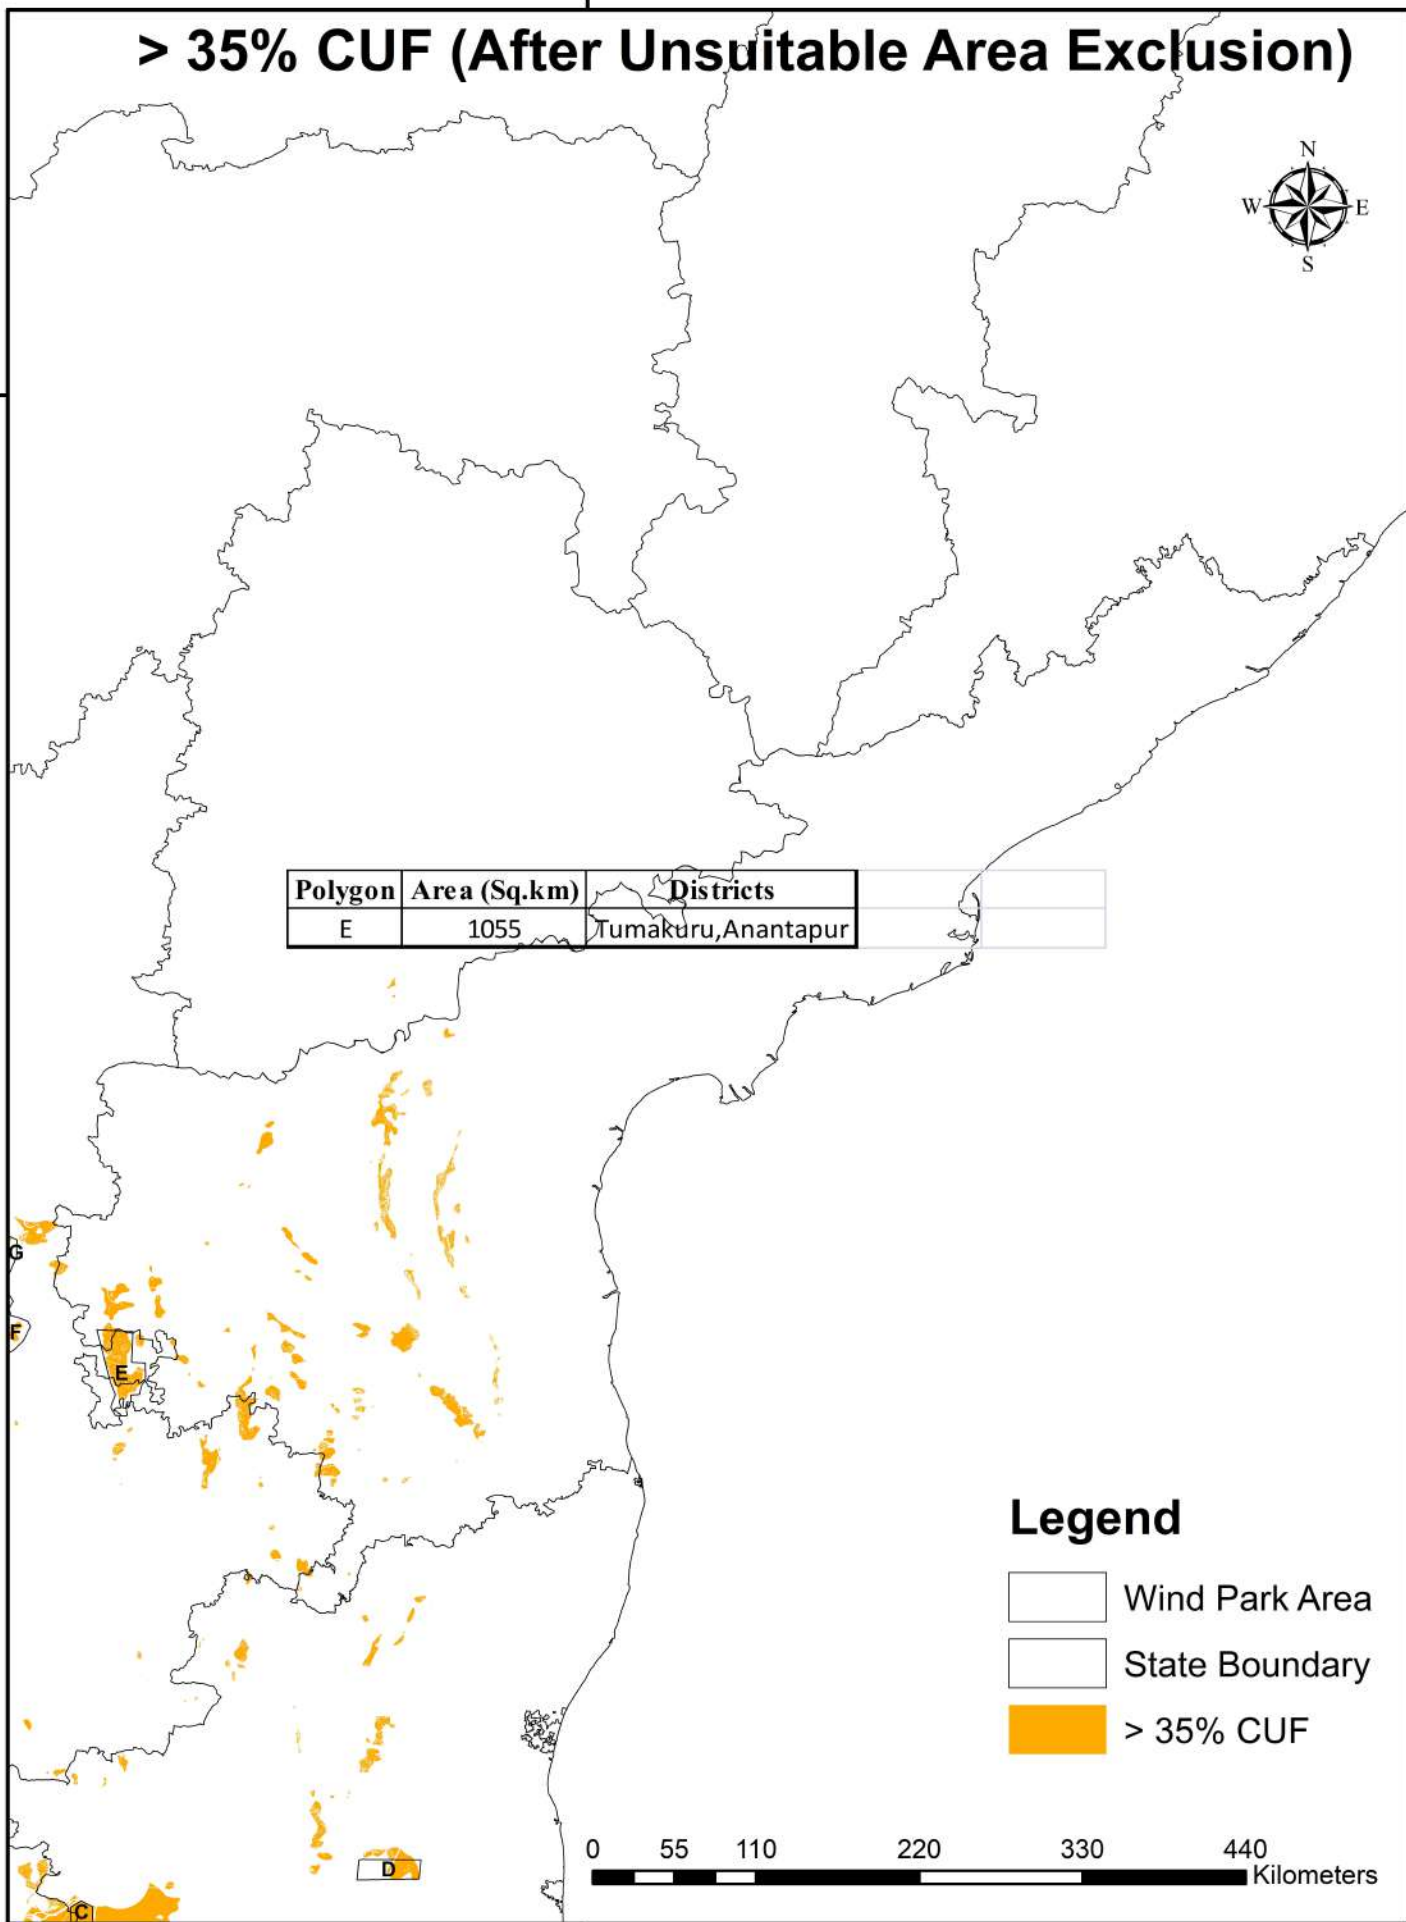 > 35% CUF (After Unsuitable Area Exclusion)
N
W E
S
Polygon Area (Sq.km) Districts
E 1055 Tumakuru,Anantapur
G
F
E
Legend
Wind Park Area
State Boundary
> 35% CUF
0 55 110 220 330 440
Kilometers
D
C